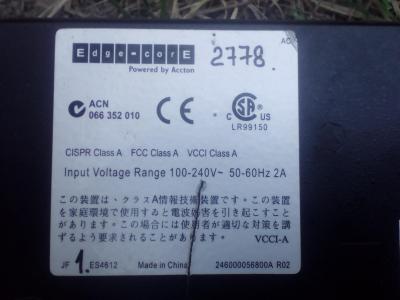 Edge-corE
Powered by Accton
2778
AC
ACN
066 352 010
CE
C US
LR99150
CISPR Class A FCC Class A VCCI Class A
Input Voltage Range 100-240V~ 50-60Hz 2A
この装置は、クラスA情報技術装置です。この装置
を家庭環境で使用すると電波妨害を引き起こすこと
があります。この場合には使用者が適切な対策を講
ずるよう要求されることがあります。 VCCI-A
JF 1. ES4612 Made in China 246000056800A R02